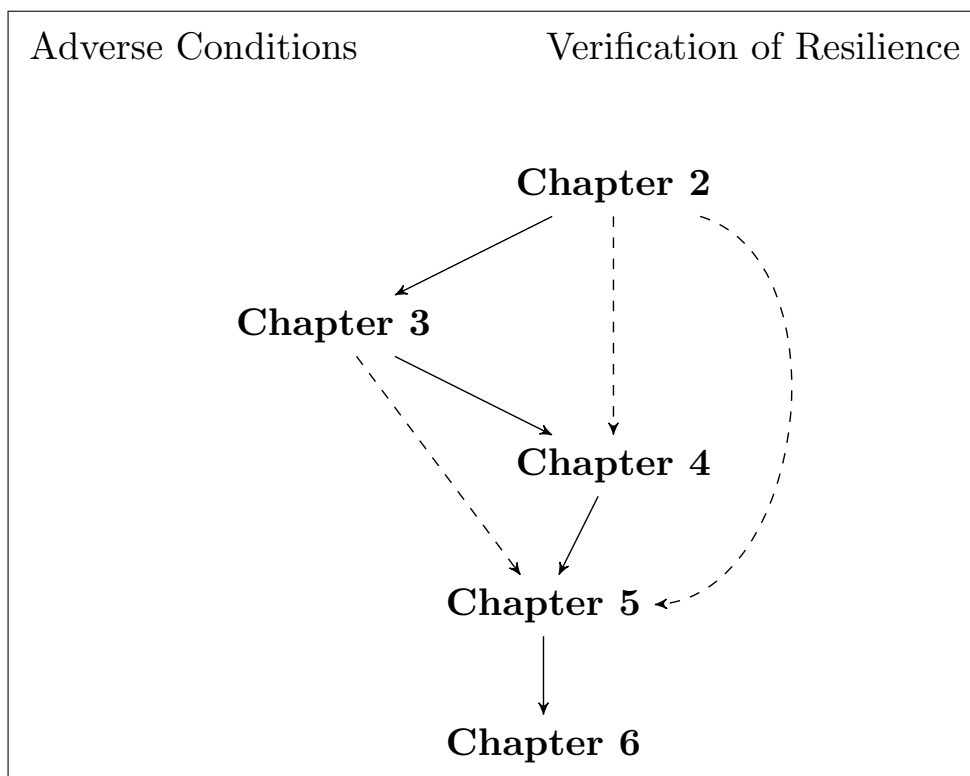 Adverse Conditions Verification of Resilience
Chapter 2
Chapter 3
Chapter 4
Chapter 5
Chapter 6